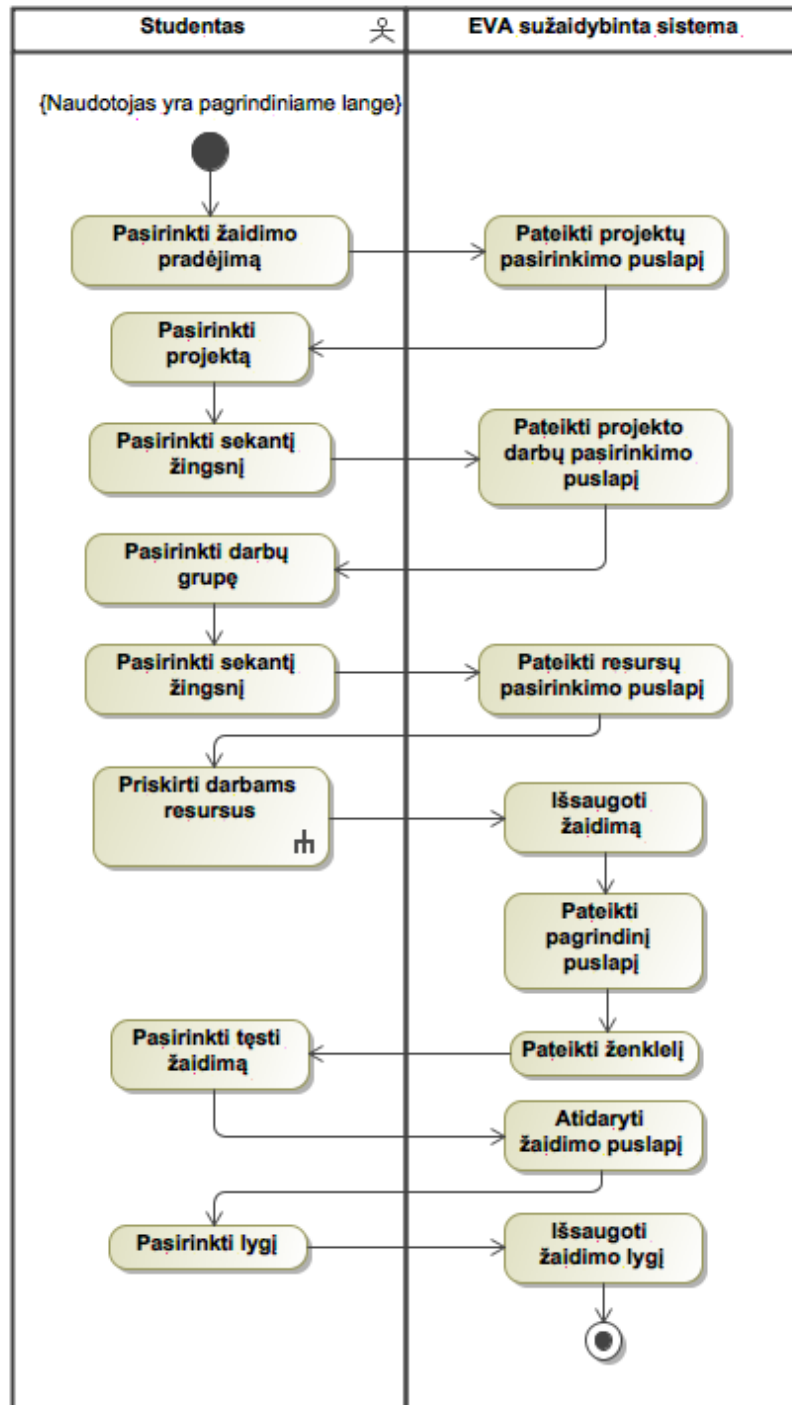 Studentas
EVA sužaidybinta sistema
{Naudotojas yra pagrindiniame lange}
Pasirinkti žaidimo
pradėjimą
Pateikti projektų
pasirinkimo puslapį
Pasirinkti
projektą
Pasirinkti sekantį
žingsnį
Pateikti projekto
darbų pasirinkimo
puslapį
Pasirinkti darbų
grupę
Pasirinkti sekantį
žingsnį
Pateikti resursų
pasirinkimo puslapį
Priskirti darbams
resursus
Išsaugoti
žaidimą
Pateikti
pagrindinį
puslapį
Pateikti ženklelį
Pasirinkti tęsti
žaidimą
Atidaryti
žaidimo puslapį
Pasirinkti lygį
Išsaugoti
žaidimo lygį